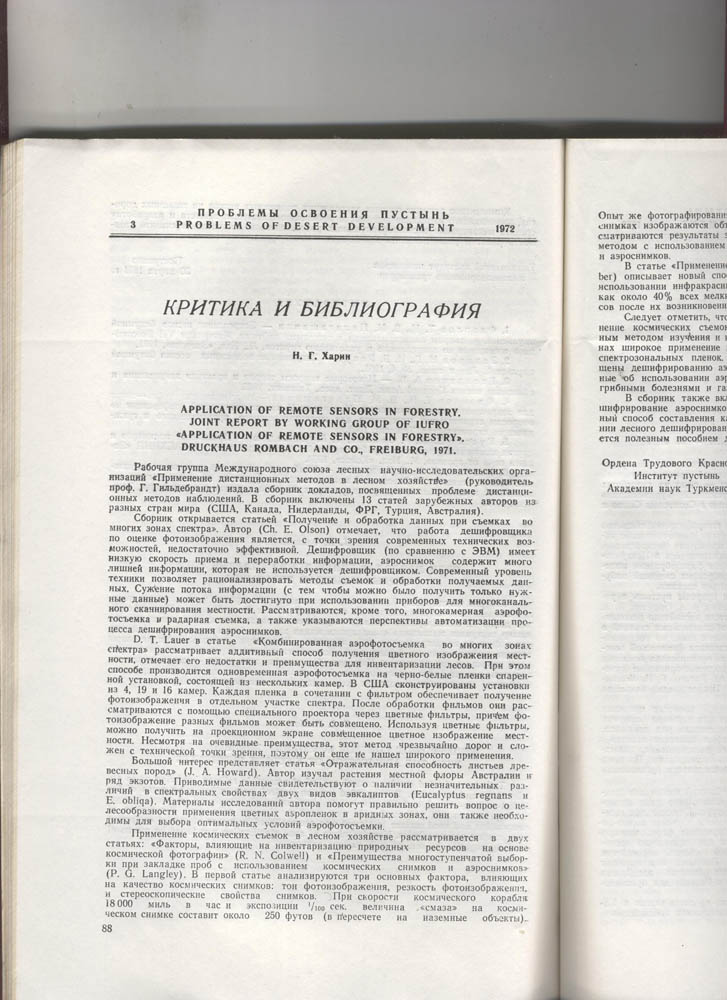 ПРОБЛЕМЫ ОСВОЕНИЯ ПУСТЫНЬ
3 PROBLEMS OF DESERT DEVELOPMENT 1972
КРИТИКА И БИБЛИОГРАФИЯ
Н. Г. Харин
APPLICATION OF REMOTE SENSORS IN FORESTRY.
JOINT REPORT BY WORKING GROUP OF IUFRO
«APPLICATION OF REMOTE SENSORS IN FORESTRY».
DRUCKHAUS ROMBACH AND CO., FREIBURG, 1971.
Рабочая группа Международного союза лесных научно-исследовательских орга-
низаций «Применение дистанционных методов в лесном хозяйстве» (руководитель
проф. Г. Гильдебрандт) издала сборник докладов, посвященных проблеме дистанци-
онных методов наблюдений. В сборник включены 13 статей зарубежных авторов из
разных стран мира (США, Канада, Нидерланды, ФРГ, Турция, Австралия).
Сборник открывается статьей «Получение и обработка данных при съемках во
многих зонах спектра». Автор (Ch. E. Olson) отмечает, что работа дешифровщика
по оценке фотоизображения является, с точки зрения современных технических воз-
можностей, недостаточно эффективной. Дешифровщик (по сравнению с ЭВМ) имеет
низкую скорость приема и переработки информации, аэроснимок содержит много
лишней информации, которая не используется дешифровщиком. Современный уровень
техники позволяет рационализировать методы съемок и обработки получаемых дан-
ных. Сужение потока информации (с тем чтобы можно было получить только нуж-
ные данные) может быть достигнуто при использовании приборов для многоканаль-
ного сканирования местности. Рассматриваются, кроме того, многокамерная аэрофо-
тосъемка и радарная съемка, а также указываются перспективы автоматизации про-
цесса дешифрирования аэроснимков.
D. T. Lauer в статье «Комбинированная аэрофотосъемка во многих зонах
спектра» рассматривает аддитивный способ получения цветного изображения мест-
ности, отмечает его недостатки и преимущества для инвентаризации лесов. При этом
способе производится одновременная аэрофотосъемка на черно-белые пленки спарен-
ной установкой, состоящей из нескольких камер. В США сконструированы установки
из 4, 19 и 16 камер. Каждая пленка в сочетании с фильтром обеспечивает получение
фотоизображения в отдельном участке спектра. После обработки фильмов они рас-
сматриваются с помощью специального проектора через цветные фильтры, причем фо-
тоизображение разных фильмов может быть совмещено. Используя цветные фильтры,
можно получить на проекционном экране совмещенное цветное изображение мест-
ности. Несмотря на очевидные преимущества, этот метод чрезвычайно дорог и сло-
жен с технической точки зрения, поэтому он еще не нашел широкого применения.
Большой интерес представляет статья «Отражательная способность листьев дре-
весных пород» (J. A. Howard). Автор изучал растения местной флоры Австралии и
ряд экзотов. Приводимые данные свидетельствуют о наличии незначительных раз-
личий в спектральных свойствах двух видов эвкалиптов (Eucalyptus regnans и
E. obliqa). Материалы исследований автора помогут правильно решить вопрос о це-
лесообразности применения цветных аэропленок в аридных зонах, они также необхо-
димы для выбора оптимальных условий аэрофотосъемки.
Применение космических съемок в лесном хозяйстве рассматривается в двух
статьях: «Факторы, влияющие на инвентаризацию природных ресурсов на основе
космической фотографии» (R. N. Colwell) и «Преимущества многоступенчатой выбор-
ки при закладке проб с использованием космических снимков и аэроснимков»
(P. G. Langley). В первой статье анализируются три основных фактора, влияющих
на качество космических снимков: тон фотоизображения, резкость фотоизображения,
и стереоскопические свойства снимков. При скорости космического корабля
18 000 миль в час и экспозиции 1/100 сек. величина «смаза» на косми-
ческом снимке составит около 250 футов (в пересчете на наземные объекты).
88
Опыт же фотографировани
снимках изображаются объ
сматриваются результаты
методом с использованием
и аэроснимков.
В статье «Применени
ber) описывает новый спо
использовании инфракрасн
как около 40% всех мелк
сов после их возникновени
Следует отметить, что
нение космических съемок
ным методом изучения и
нах широкое применение
спектрозональных пленок.
щены дешифрированию аэ
ные об использовании аэр
грибными болезнями и га
В сборник также вкл
шифрирование аэроснимко
ный способ составления ка
нии лесного дешифрирован
ется полезным пособием д
Ордена Трудового Красно
Институт пустынь
Академии наук Туркменс